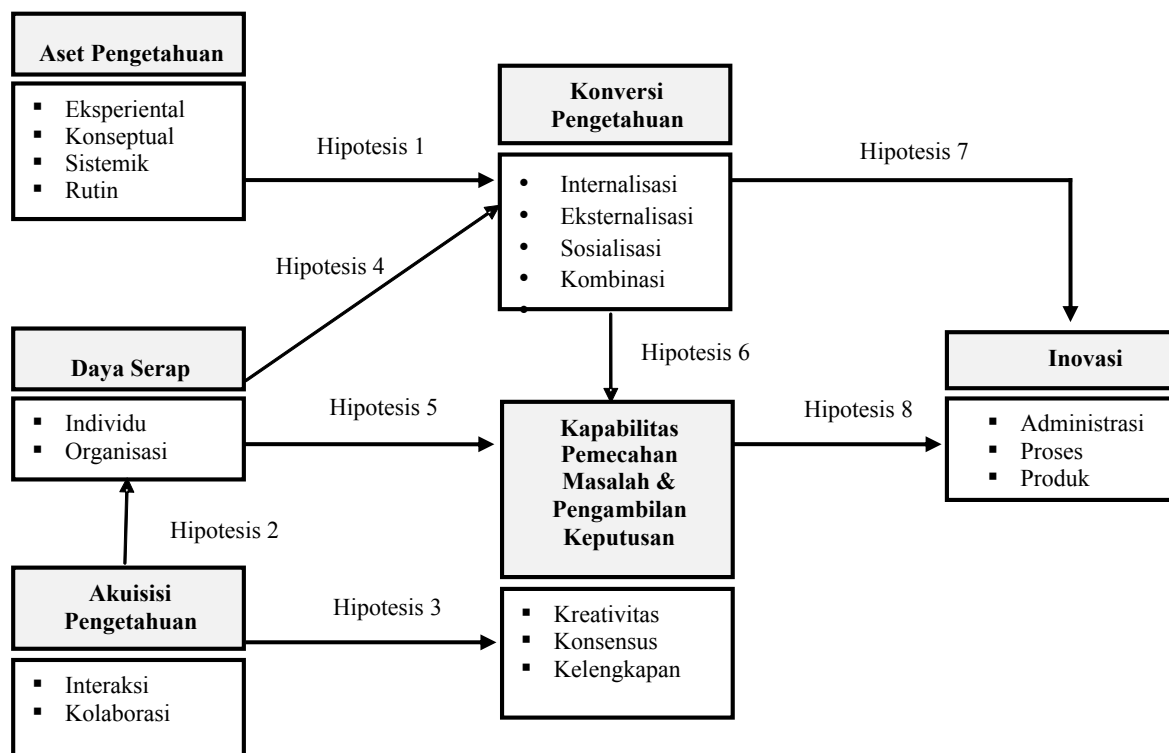 Aset Pengetahuan
▪ Eksperiental
▪ Konseptual
▪ Sistemik
▪ Rutin
Hipotesis 1
Konversi
Pengetahuan
• Internalisasi
• Eksternalisasi
• Sosialisasi
• Kombinasi
•
Hipotesis 7
Hipotesis 4
Daya Serap
▪ Individu
▪ Organisasi
Hipotesis 5
Hipotesis 6
Kapabilitas
Pemecahan
Masalah &
Pengambilan
Keputusan
▪ Kreativitas
▪ Konsensus
▪ Kelengkapan
Hipotesis 8
Inovasi
▪ Administrasi
▪ Proses
▪ Produk
Hipotesis 2
Akuisisi
Pengetahuan
▪ Interaksi
▪ Kolaborasi
Hipotesis 3